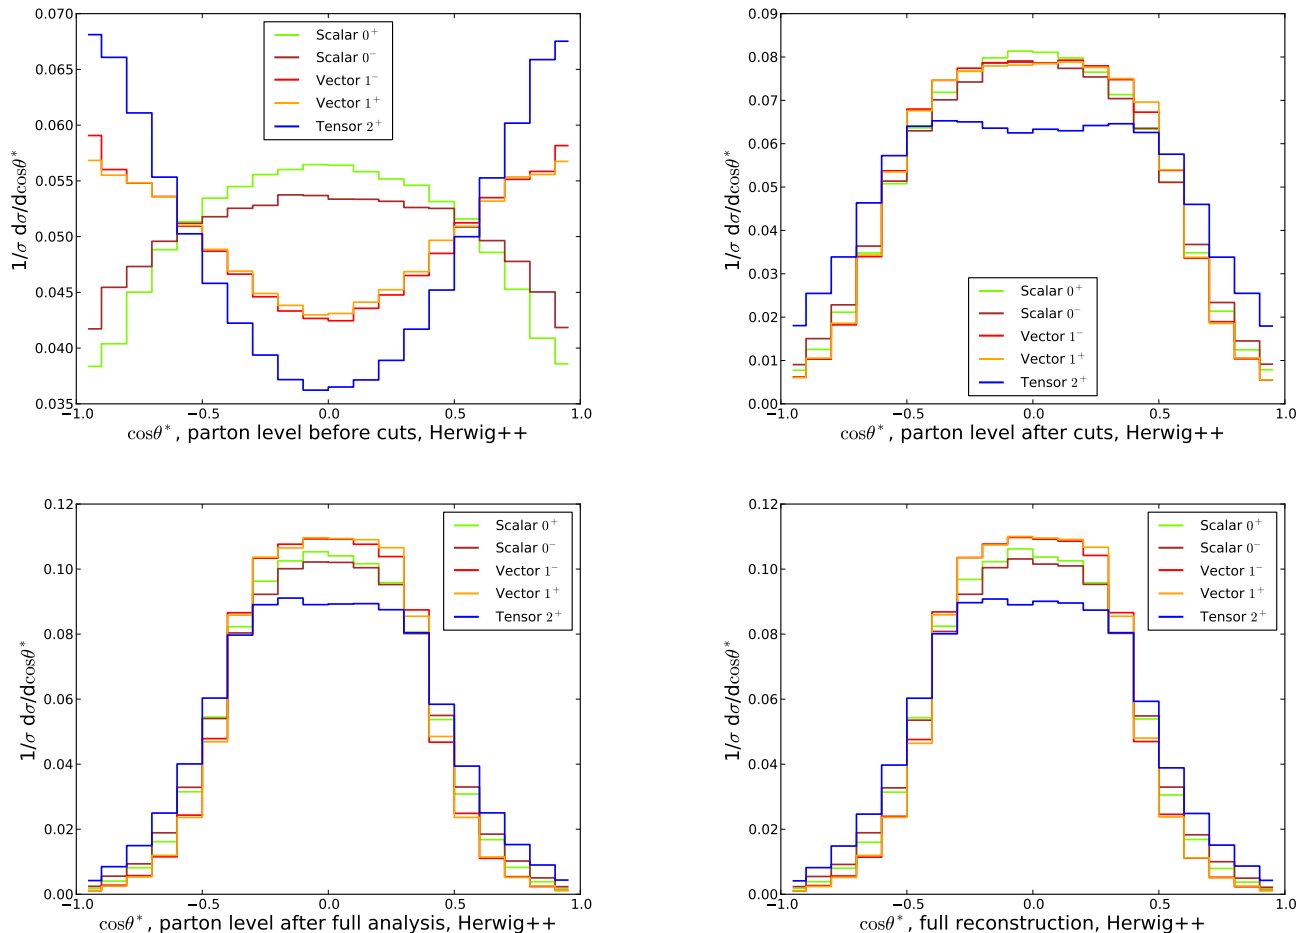 0.070
0.065
0.060
0.055
0.050
0.045
0.040
0.035
1/σ dσ/dcosθ*
Scalar 0⁺
Scalar 0⁻
Vector 1⁻
Vector 1⁺
Tensor 2⁺
−1.0 −0.5 0.0 0.5 1.0
cosθ*, parton level before cuts, Herwig++
0.09
0.08
0.07
0.06
0.05
0.04
0.03
0.02
0.01
0.00
1/σ dσ/dcosθ*
Scalar 0⁺
Scalar 0⁻
Vector 1⁻
Vector 1⁺
Tensor 2⁺
−1.0 −0.5 0.0 0.5 1.0
cosθ*, parton level after cuts, Herwig++
0.12
0.10
0.08
0.06
0.04
0.02
0.00
1/σ dσ/dcosθ*
Scalar 0⁺
Scalar 0⁻
Vector 1⁻
Vector 1⁺
Tensor 2⁺
−1.0 −0.5 0.0 0.5 1.0
cosθ*, parton level after full analysis, Herwig++
0.12
0.10
0.08
0.06
0.04
0.02
0.00
1/σ dσ/dcosθ*
Scalar 0⁺
Scalar 0⁻
Vector 1⁻
Vector 1⁺
Tensor 2⁺
−1.0 −0.5 0.0 0.5 1.0
cosθ*, full reconstruction, Herwig++